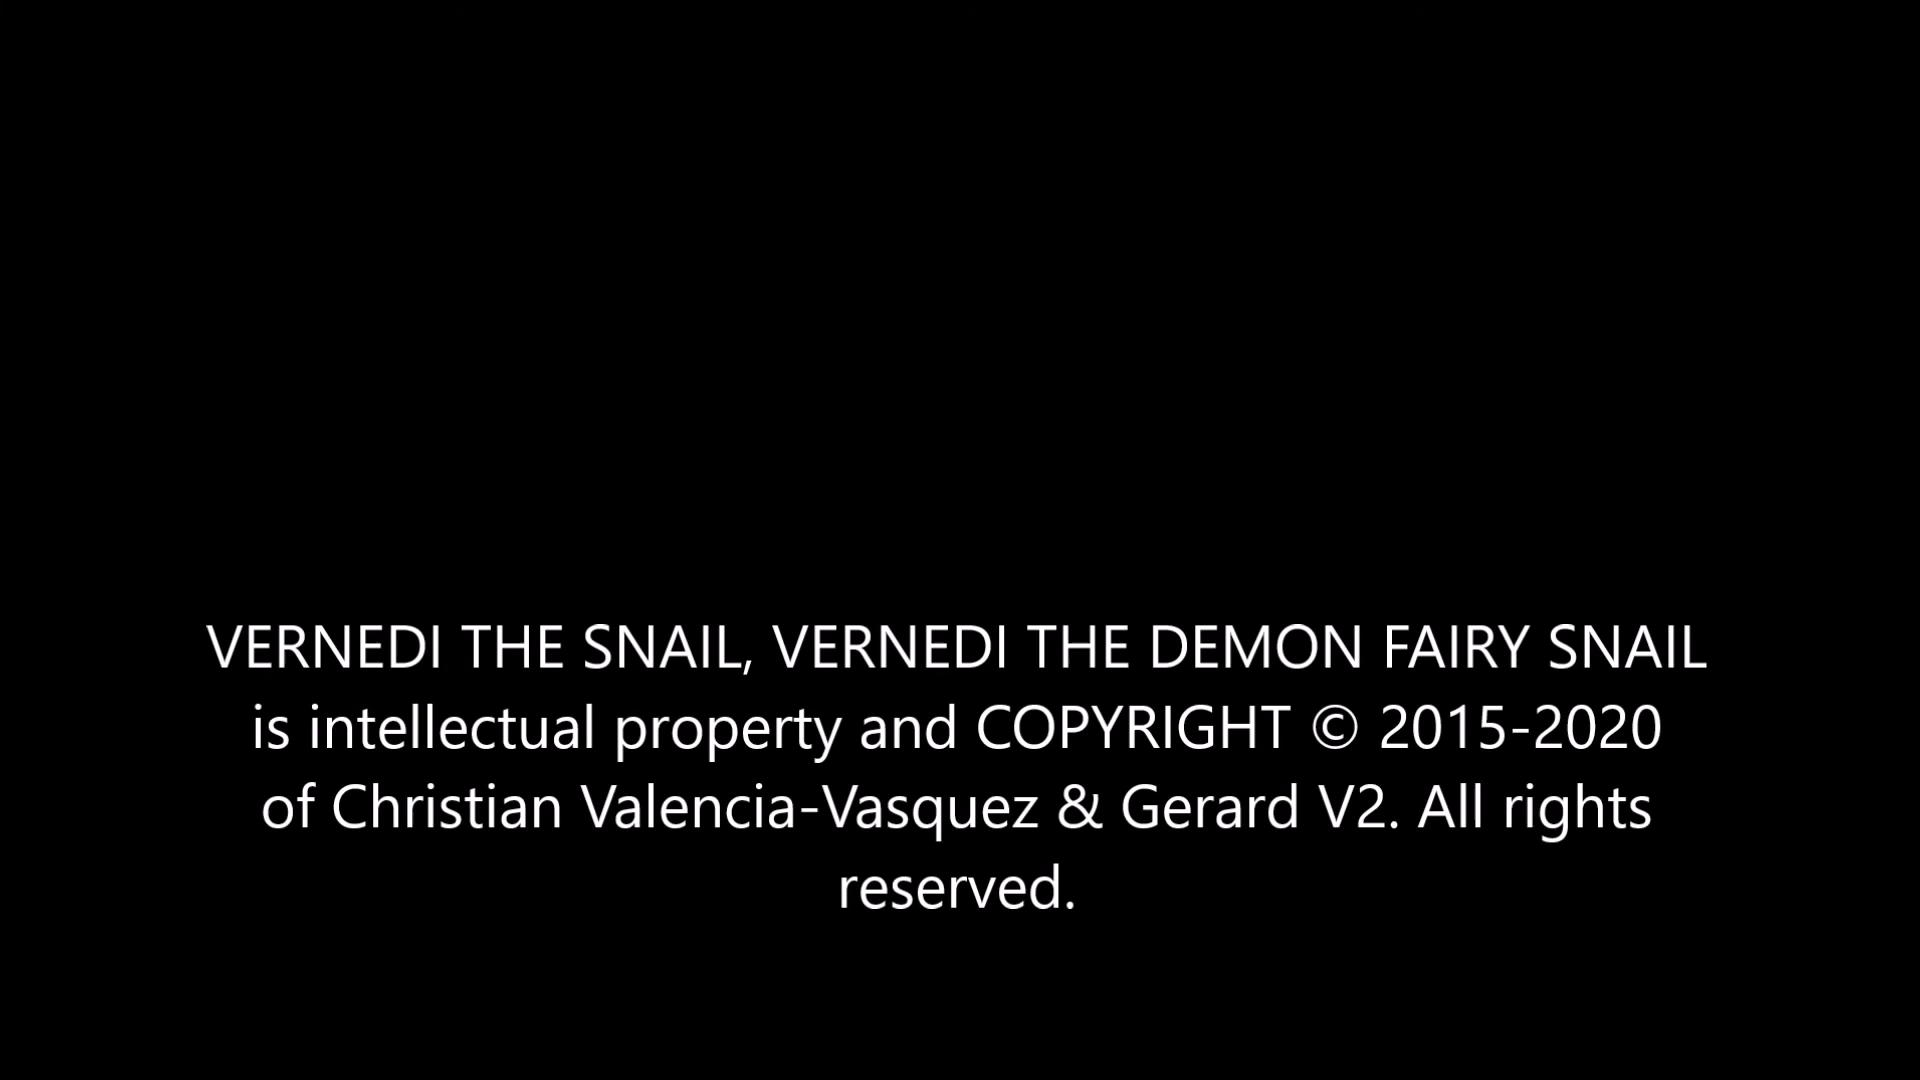 VERNEDI THE SNAIL, VERNEDI THE DEMON FAIRY SNAIL
is intellectual property and COPYRIGHT © 2015-2020
of Christian Valencia-Vasquez & Gerard V2. All rights
reserved.